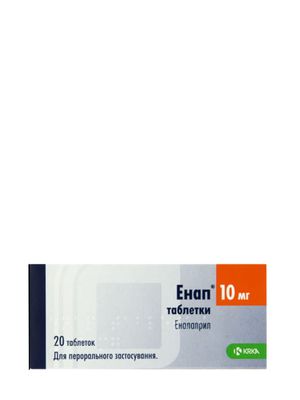 Енап® 10 мг
таблетки
Еналаприл
20 таблеток
Для перорального застосування.
KRKA